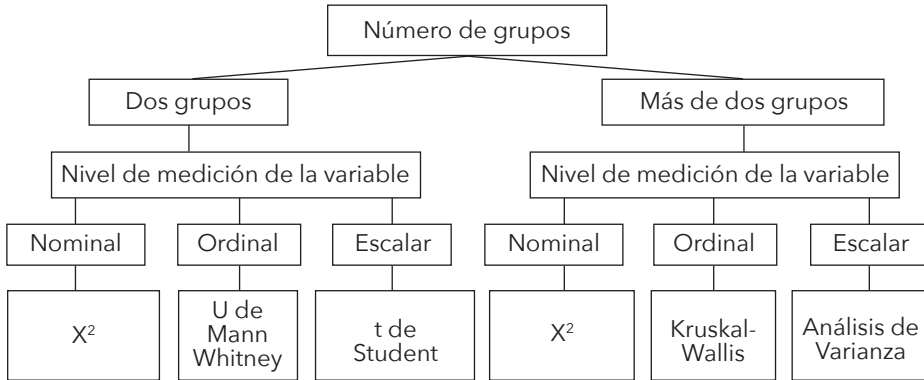 Número de grupos
Dos grupos
Más de dos grupos
Nivel de medición de la variable
Nivel de medición de la variable
Nominal
Ordinal
Escalar
Nominal
Ordinal
Escalar
X²
U de
Mann
Whitney
t de
Student
X²
Kruskal-
Wallis
Análisis de
Varianza